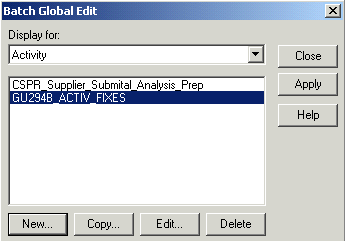 Batch Global Edit
Display for:
Activity
Close
CSPR_Supplier_Submital_Analysis_Prep
Apply
GU294B_ACTIV_FIXES
Help
New... Copy... Edit... Delete